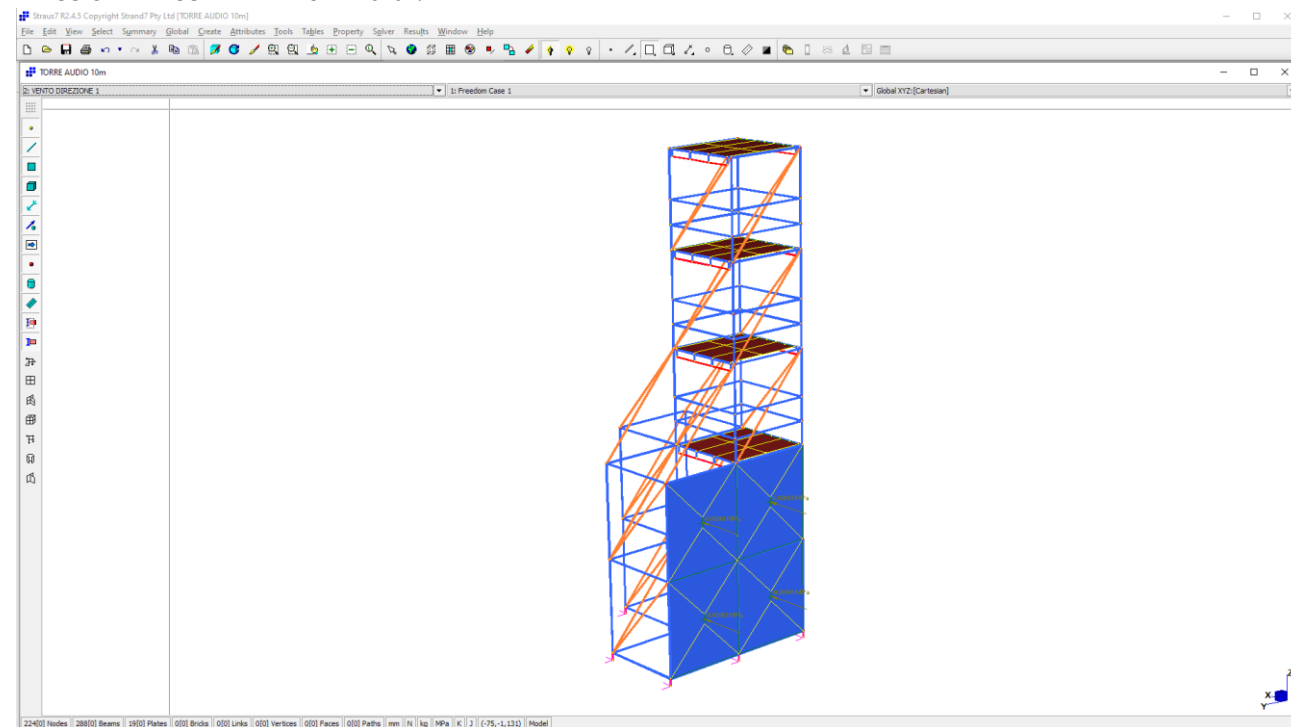 Straus7 R2.4.5 Copyright Strand7 Pty Ltd [TORRE AUDIO 10m]
File Edit View Select Summary Global Create Attributes Tools Tables Property Solver Results Window Help
TORRE AUDIO 10m
2: VENTO DIREZIONE 1 1: Freedom Case 1 Global XYZ:[Cartesian]
Z
X
Y
224[0] Nodes 288[0] Beams 19[0] Plates 0[0] Bricks 0[0] Links 0[0] Vertices 0[0] Faces 0[0] Paths mm N kg MPa K J (-75,-1,131) Model